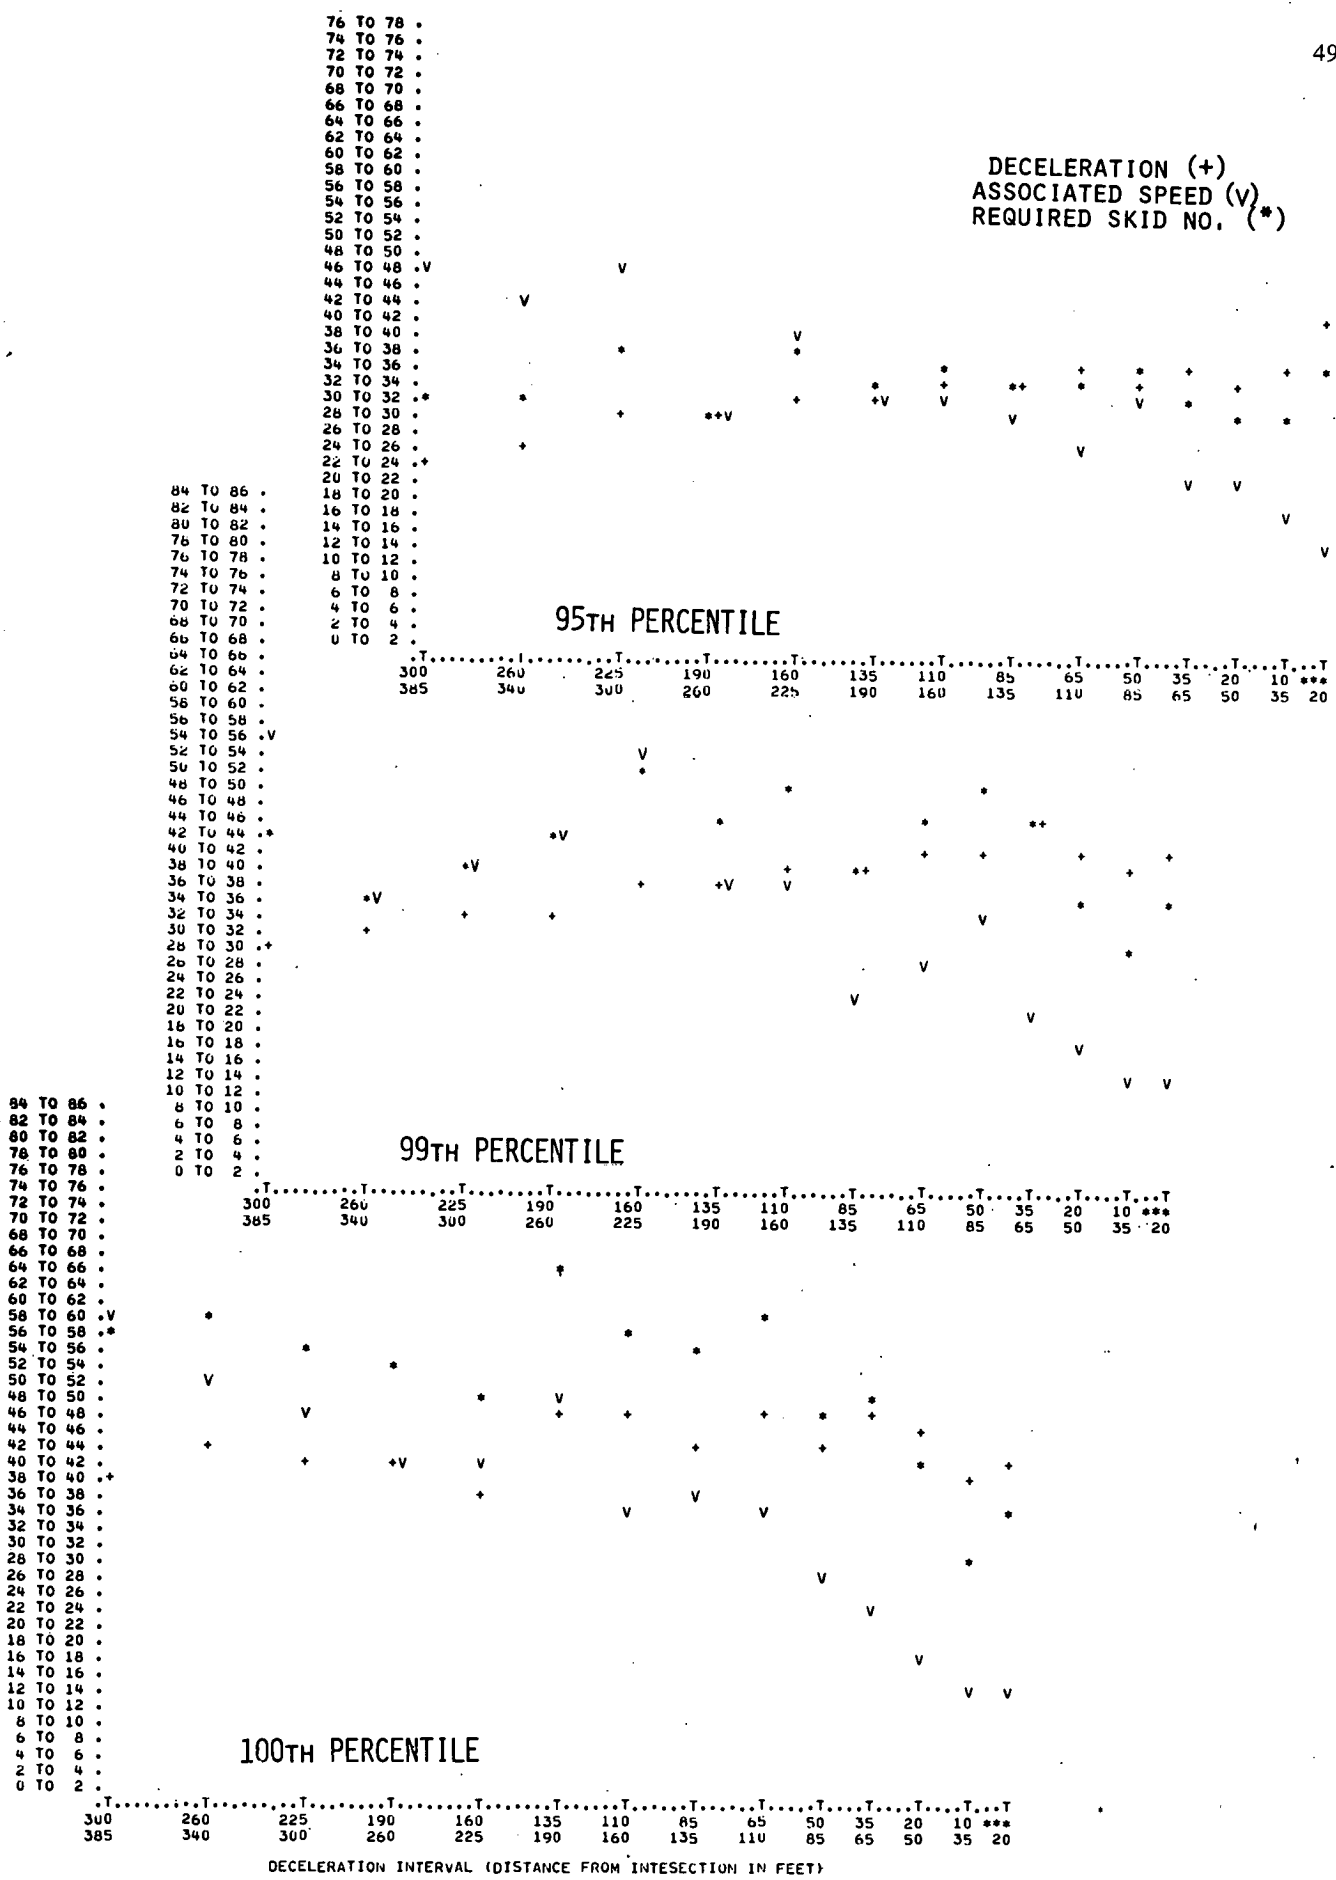 49
DECELERATION (+)
ASSOCIATED SPEED (V)
REQUIRED SKID NO. (*)
76 TO 78 .
74 TO 76 .
72 TO 74 .
70 TO 72 .
68 TO 70 .
66 TO 68 .
64 TO 66 .
62 TO 64 .
60 TO 62 .
58 TO 60 .
56 TO 58 .
54 TO 56 .
52 TO 54 .
50 TO 52 .
48 TO 50 .
46 TO 48 .V V
44 TO 46 .
42 TO 44 . V
40 TO 42 .
38 TO 40 . V +
36 TO 38 . * *
34 TO 36 . * + * + + *
32 TO 34 . * + *+ * + +
30 TO 32 .* * + +V V V *
28 TO 30 . + *+V V * *
26 TO 28 .
24 TO 26 . + V
22 TO 24 .+
20 TO 22 .
18 TO 20 . V V
16 TO 18 .
14 TO 16 . V
12 TO 14 .
10 TO 12 . V
8 TO 10 .
6 TO 8 .
4 TO 6 .
2 TO 4 .
0 TO 2 .
95TH PERCENTILE
300 260 225 190 160 135 110 85 65 50 35 20 10 ***
385 340 300 260 225 190 160 135 110 85 65 50 35 20
84 TO 86 .
82 TO 84 .
80 TO 82 .
78 TO 80 .
76 TO 78 .
74 TO 76 .
72 TO 74 .
70 TO 72 .
68 TO 70 .
66 TO 68 .
64 TO 66 .
62 TO 64 .
60 TO 62 .
58 TO 60 .
56 TO 58 .
54 TO 56 .V
52 TO 54 . V
50 TO 52 . *
48 TO 50 . * *
46 TO 48 .
44 TO 46 . * * *+
42 TO 44 .* *V
40 TO 42 . + + + +
38 TO 40 . *V + *+ +
36 TO 38 . + +V V
34 TO 36 . *V * *
32 TO 34 . + + V
30 TO 32 . +
28 TO 30 .+ *
26 TO 28 . V
24 TO 26 .
22 TO 24 . V
20 TO 22 .
18 TO 20 . V
16 TO 18 . V
14 TO 16 .
12 TO 14 .
10 TO 12 . V V
8 TO 10 .
6 TO 8 .
4 TO 6 .
2 TO 4 .
0 TO 2 .
99TH PERCENTILE
300 260 225 190 160 135 110 85 65 50 35 20 10 ***
385 340 300 260 225 190 160 135 110 85 65 50 35 20
84 TO 86 .
82 TO 84 .
80 TO 82 .
78 TO 80 .
76 TO 78 .
74 TO 76 .
72 TO 74 .
70 TO 72 .
68 TO 70 .
66 TO 68 .
64 TO 66 . *
62 TO 64 .
60 TO 62 .
58 TO 60 .V * *
56 TO 58 .* *
54 TO 56 . * *
52 TO 54 . *
50 TO 52 . V
48 TO 50 . * V *
46 TO 48 . V + + + * +
44 TO 46 . +
42 TO 44 . + + +
40 TO 42 . + +V V * +
38 TO 40 .+ +
36 TO 38 . + V
34 TO 36 . V V *
32 TO 34 .
30 TO 32 .
28 TO 30 . *
26 TO 28 . V
24 TO 26 .
22 TO 24 . V
20 TO 22 .
18 TO 20 .
16 TO 18 . V
14 TO 16 .
12 TO 14 . V V
10 TO 12 .
8 TO 10 .
6 TO 8 .
4 TO 6 .
2 TO 4 .
0 TO 2 .
100TH PERCENTILE
300 260 225 190 160 135 110 85 65 50 35 20 10 ***
385 340 300 260 225 190 160 135 110 85 65 50 35 20
DECELERATION INTERVAL (DISTANCE FROM INTESECTION IN FEET)